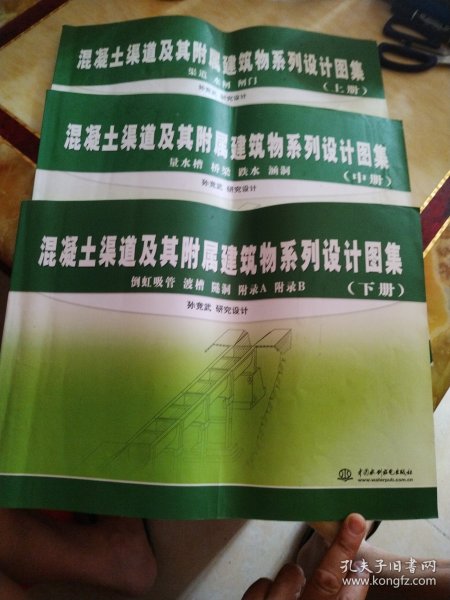 混凝土渠道及其附属建筑物系列设计图集
渠道 水闸 闸门
(上册)
孙竞武 研究设计
混凝土渠道及其附属建筑物系列设计图集
量水槽 桥梁 跌水 涵洞
(中册)
孙竞武 研究设计
混凝土渠道及其附属建筑物系列设计图集
倒虹吸管 渡槽 隧洞 附录A 附录B
(下册)
孙竞武 研究设计
中国水利水电出版社
www.waterpub.com.cn
孔夫子旧书网
www.kongfz.com